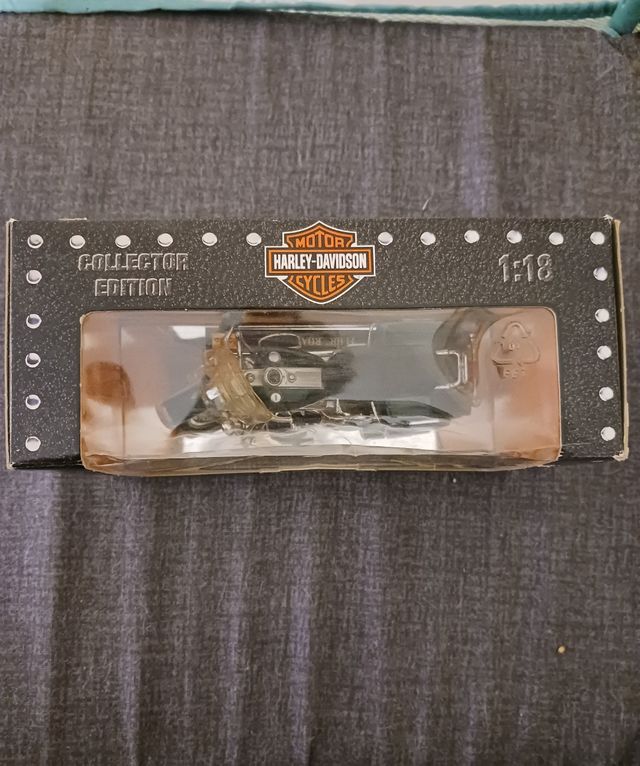 COLLECTOR
EDITION
MOTOR
HARLEY-DAVIDSON
CYCLES
1:18